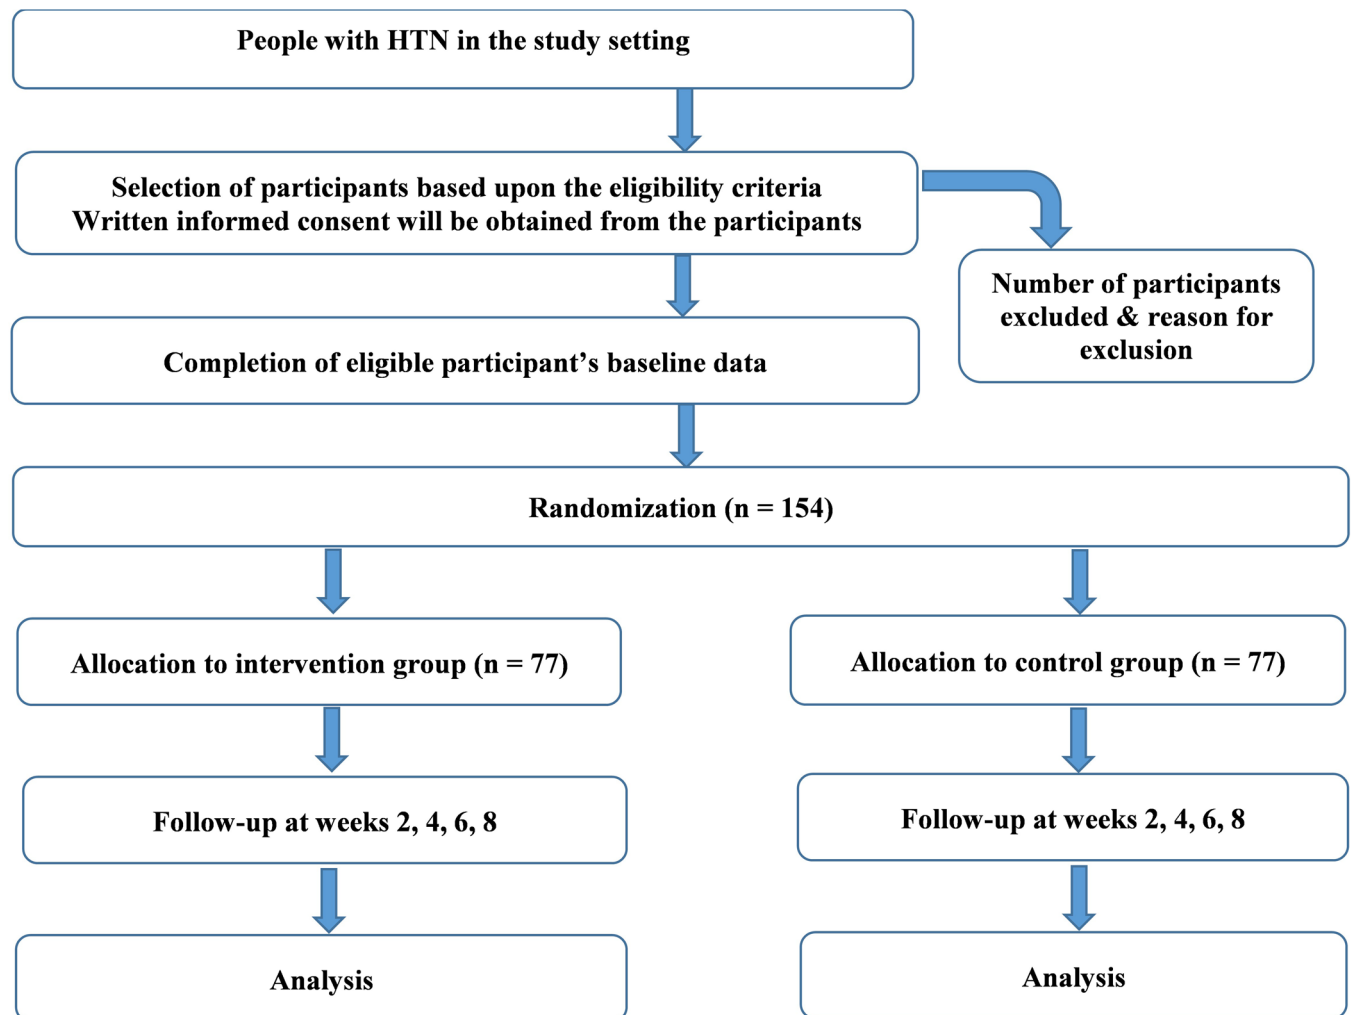 People with HTN in the study setting
Selection of participants based upon the eligibility criteria
Written informed consent will be obtained from the participants
Number of participants
excluded & reason for
exclusion
Completion of eligible participant’s baseline data
Randomization (n = 154)
Allocation to intervention group (n = 77)
Allocation to control group (n = 77)
Follow-up at weeks 2, 4, 6, 8
Follow-up at weeks 2, 4, 6, 8
Analysis
Analysis